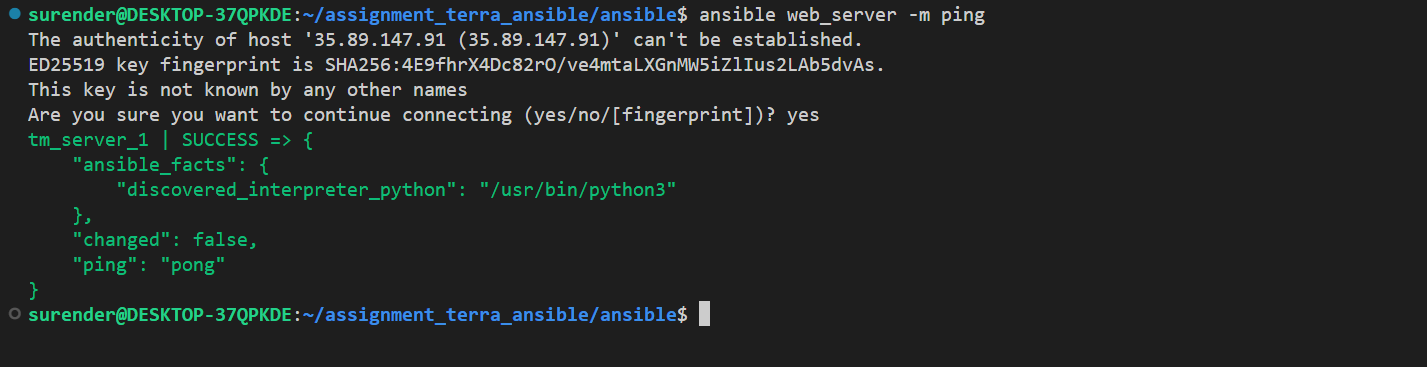 surender@DESKTOP-37QPKDE:~/assignment_terra_ansible/ansible$ ansible web_server -m ping
The authenticity of host '35.89.147.91 (35.89.147.91)' can't be established.
ED25519 key fingerprint is SHA256:4E9fhrX4Dc82rO/ve4mtaLXGnMW5iZlIus2LAb5dvAs.
This key is not known by any other names
Are you sure you want to continue connecting (yes/no/[fingerprint])? yes
tm_server_1 | SUCCESS => {
    "ansible_facts": {
        "discovered_interpreter_python": "/usr/bin/python3"
    },
    "changed": false,
    "ping": "pong"
}
surender@DESKTOP-37QPKDE:~/assignment_terra_ansible/ansible$